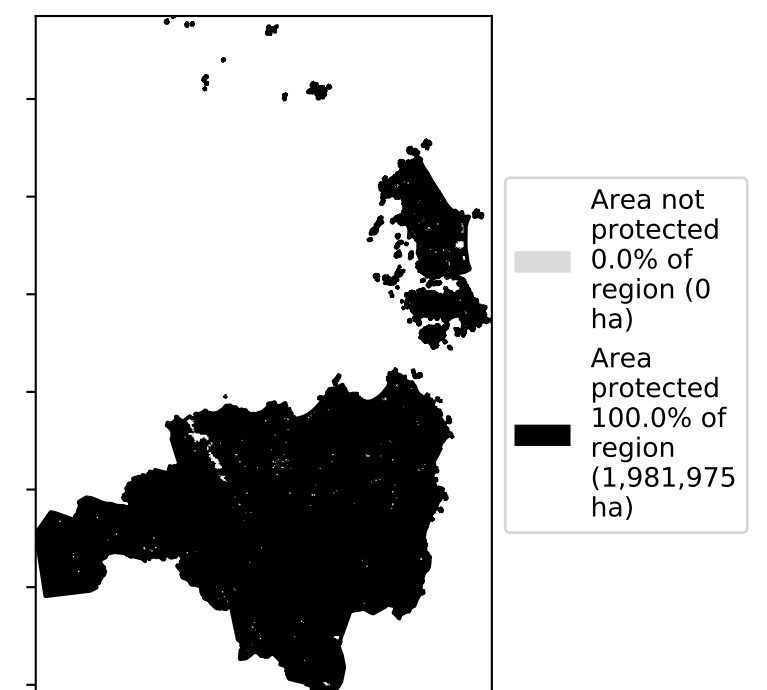 Area not
protected
0.0% of
region (0
ha)
Area
protected
100.0% of
region
(1,981,975
ha)